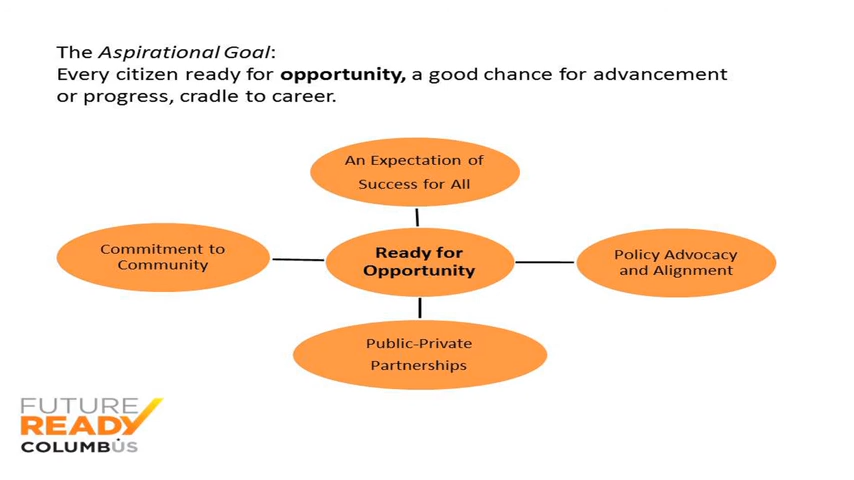 The Aspirational Goal:
Every citizen ready for opportunity, a good chance for advancement
or progress, cradle to career.
An Expectation of
Success for All
Commitment to
Community
Ready for
Opportunity
Policy Advocacy
and Alignment
Public-Private
Partnerships
FUTURE
READY
COLUMBUS